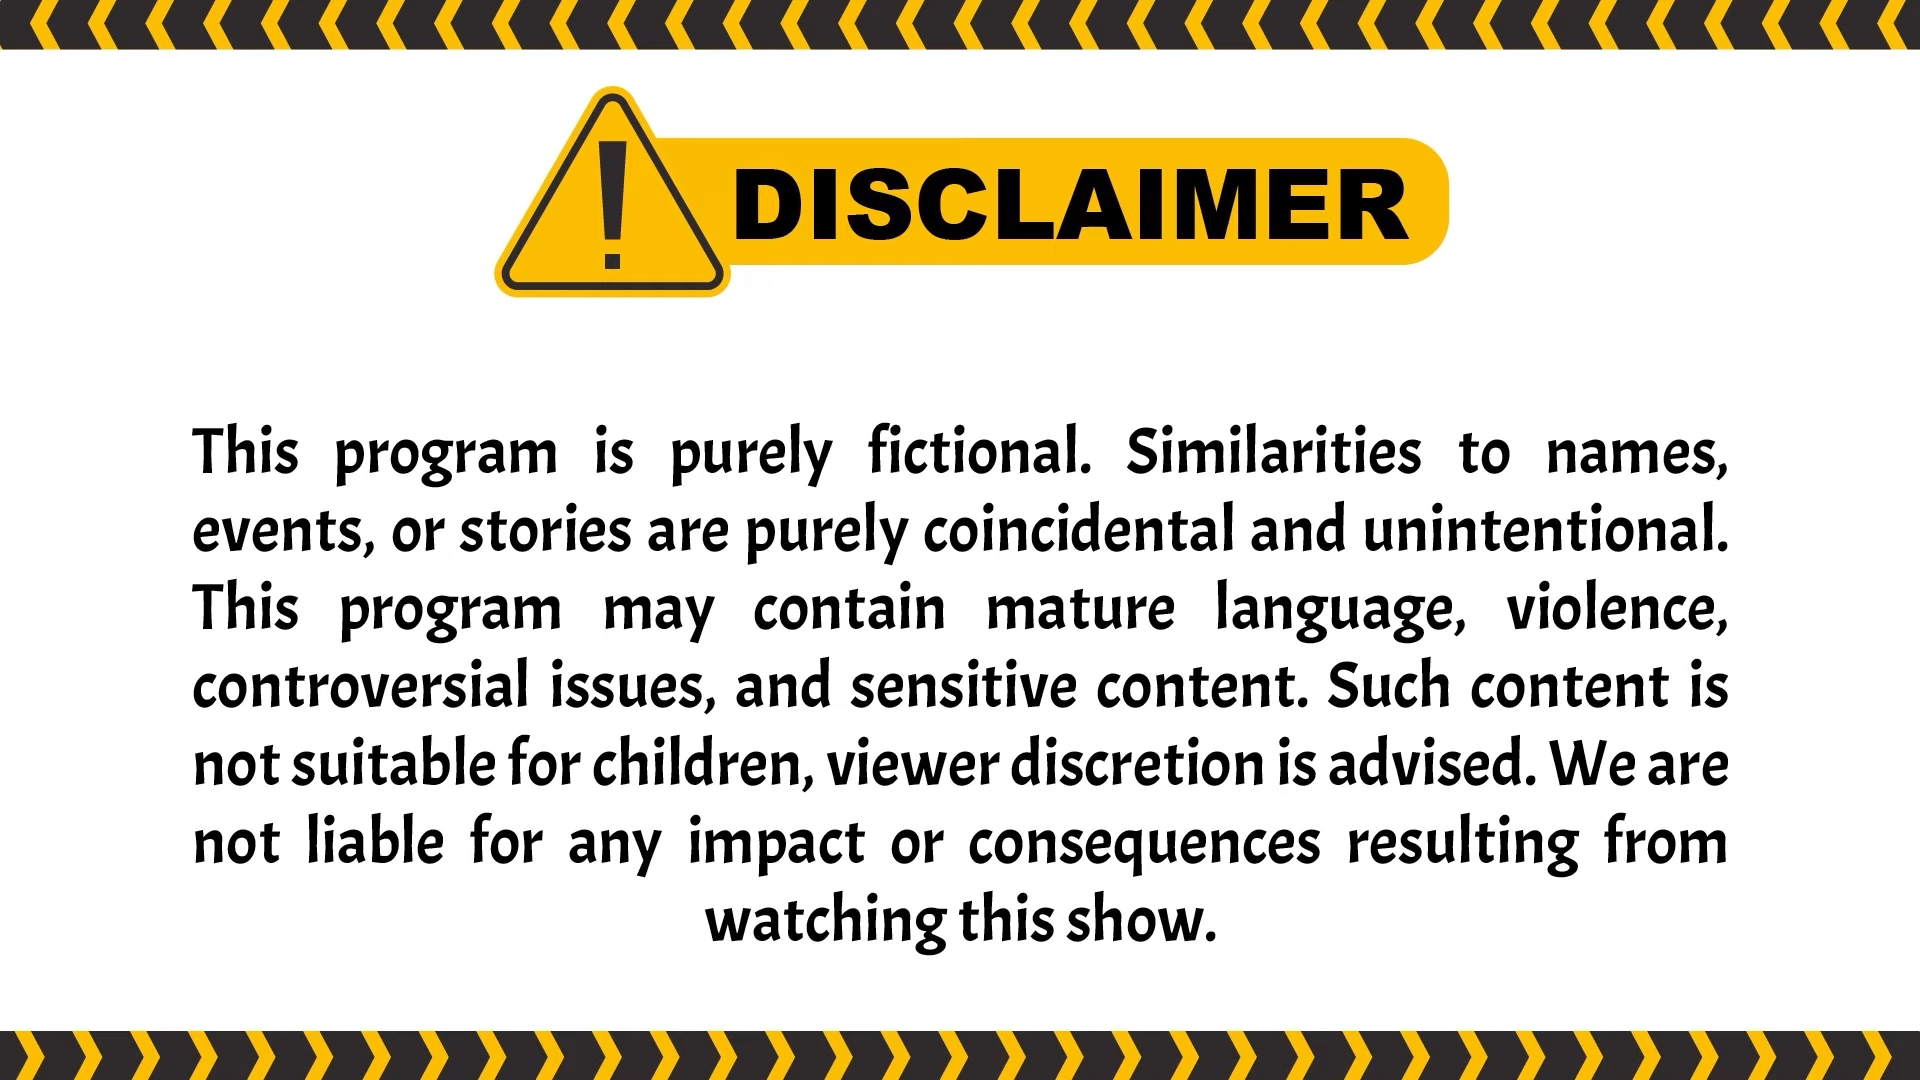 DISCLAIMER
This program is purely fictional. Similarities to names,
events, or stories are purely coincidental and unintentional.
This program may contain mature language, violence,
controversial issues, and sensitive content. Such content is
not suitable for children, viewer discretion is advised. We are
not liable for any impact or consequences resulting from
watching this show.